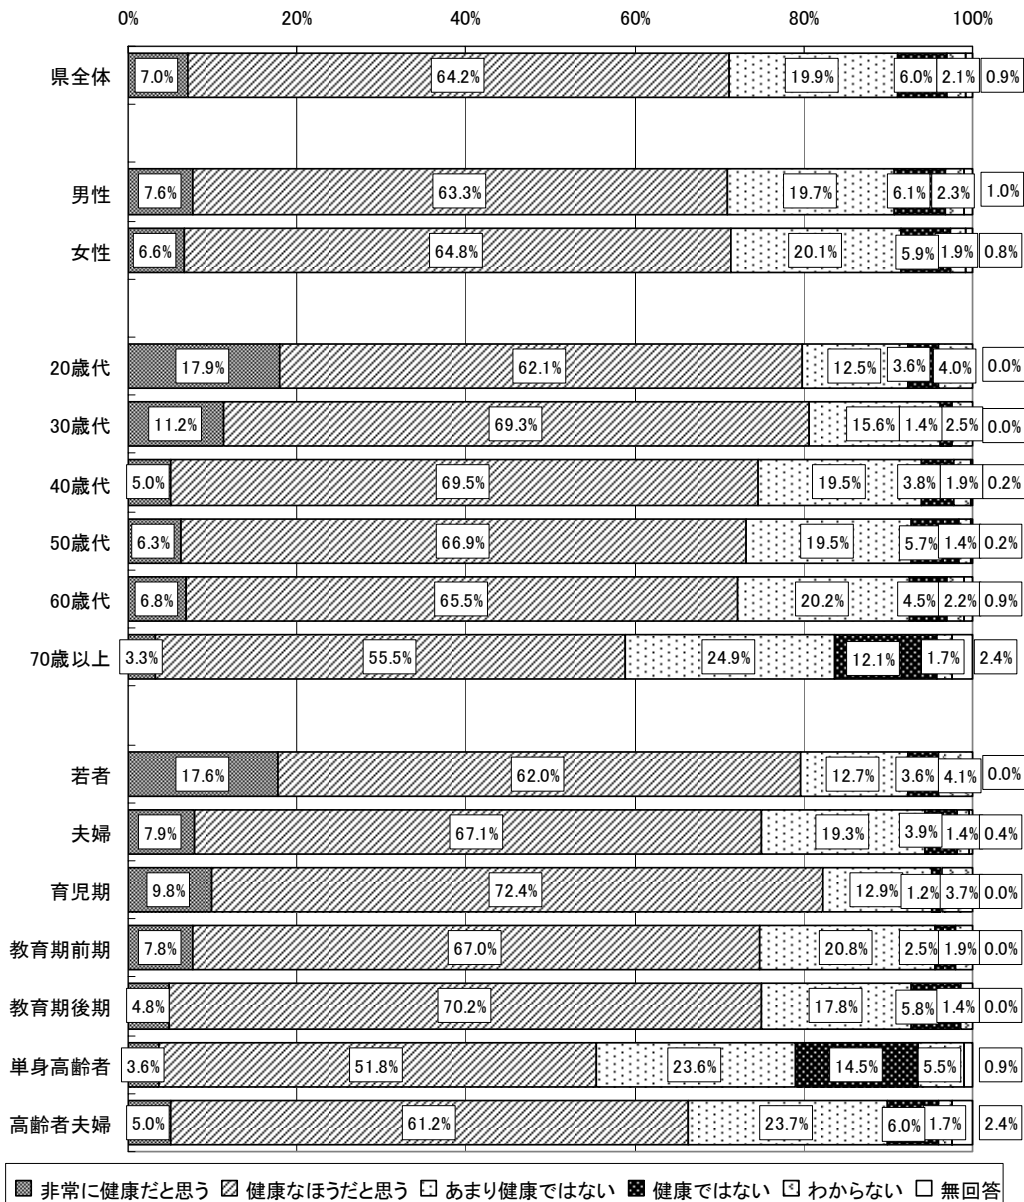 0% 20% 40% 60% 80% 100%
県全体 7.0% 64.2% 19.9% 6.0% 2.1% 0.9%
男性 7.6% 63.3% 19.7% 6.1% 2.3% 1.0%
女性 6.6% 64.8% 20.1% 5.9% 1.9% 0.8%
20歳代 17.9% 62.1% 12.5% 3.6% 4.0% 0.0%
30歳代 11.2% 69.3% 15.6% 1.4% 2.5% 0.0%
40歳代 5.0% 69.5% 19.5% 3.8% 1.9% 0.2%
50歳代 6.3% 66.9% 19.5% 5.7% 1.4% 0.2%
60歳代 6.8% 65.5% 20.2% 4.5% 2.2% 0.9%
70歳以上 3.3% 55.5% 24.9% 12.1% 1.7% 2.4%
若者 17.6% 62.0% 12.7% 3.6% 4.1% 0.0%
夫婦 7.9% 67.1% 19.3% 3.9% 1.4% 0.4%
育児期 9.8% 72.4% 12.9% 1.2% 3.7% 0.0%
教育期前期 7.8% 67.0% 20.8% 2.5% 1.9% 0.0%
教育期後期 4.8% 70.2% 17.8% 5.8% 1.4% 0.0%
単身高齢者 3.6% 51.8% 23.6% 14.5% 5.5% 0.9%
高齢者夫婦 5.0% 61.2% 23.7% 6.0% 1.7% 2.4%
非常に健康だと思う 健康なほうだと思う あまり健康ではない 健康ではない わからない 無回答